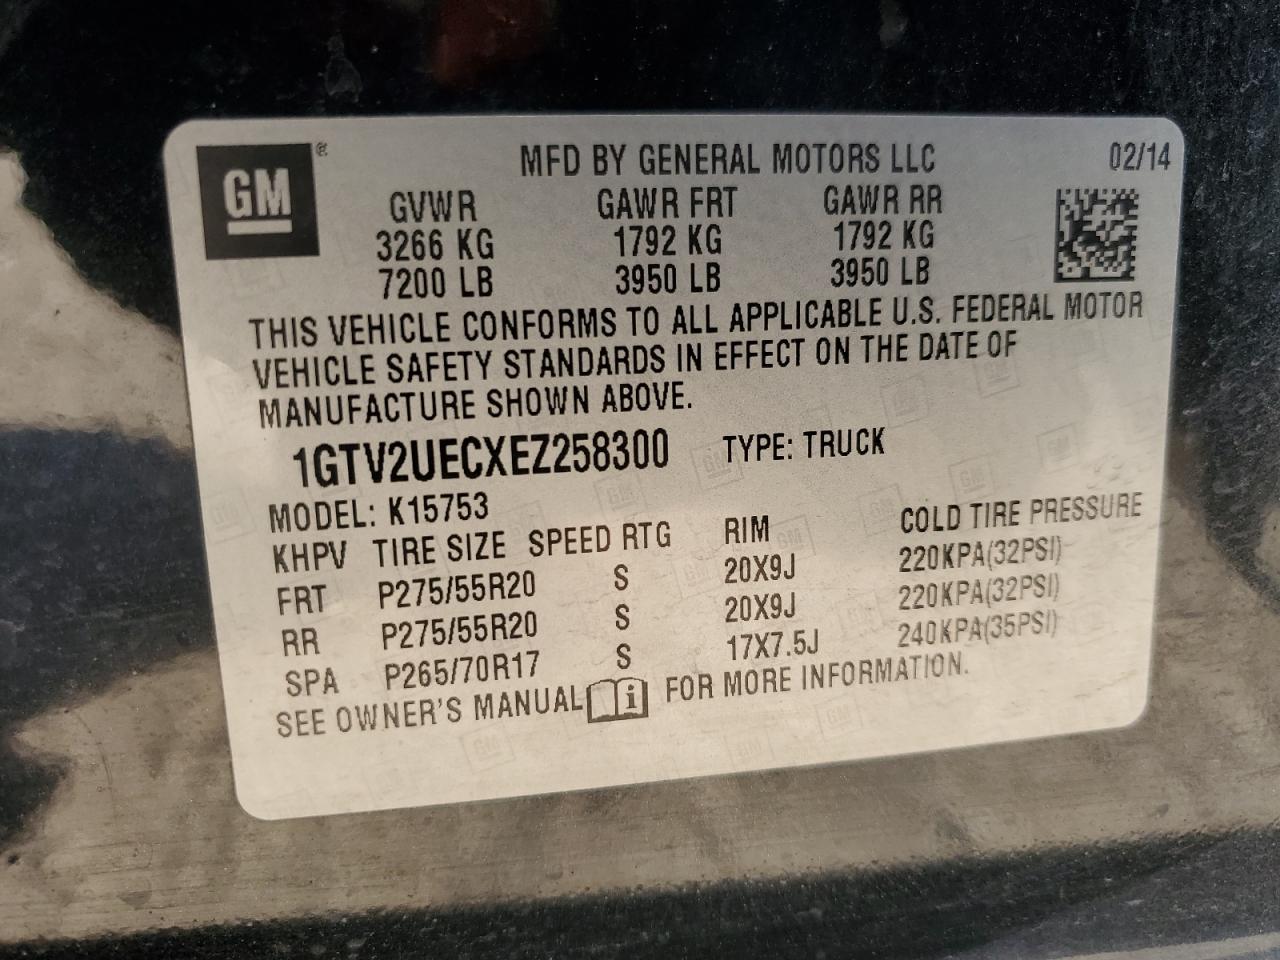 GM ®
MFD BY GENERAL MOTORS LLC 02/14
GVWR GAWR FRT GAWR RR
3266 KG 1792 KG 1792 KG
7200 LB 3950 LB 3950 LB
THIS VEHICLE CONFORMS TO ALL APPLICABLE U.S. FEDERAL MOTOR
VEHICLE SAFETY STANDARDS IN EFFECT ON THE DATE OF
MANUFACTURE SHOWN ABOVE.
1GTV2UECXEZ258300 TYPE: TRUCK
MODEL: K15753
KHPV TIRE SIZE SPEED RTG RIM COLD TIRE PRESSURE
FRT P275/55R20 S 20X9J 220KPA(32PSI)
RR P275/55R20 S 20X9J 220KPA(32PSI)
SPA P265/70R17 S 17X7.5J 240KPA(35PSI)
SEE OWNER'S MANUAL i FOR MORE INFORMATION.